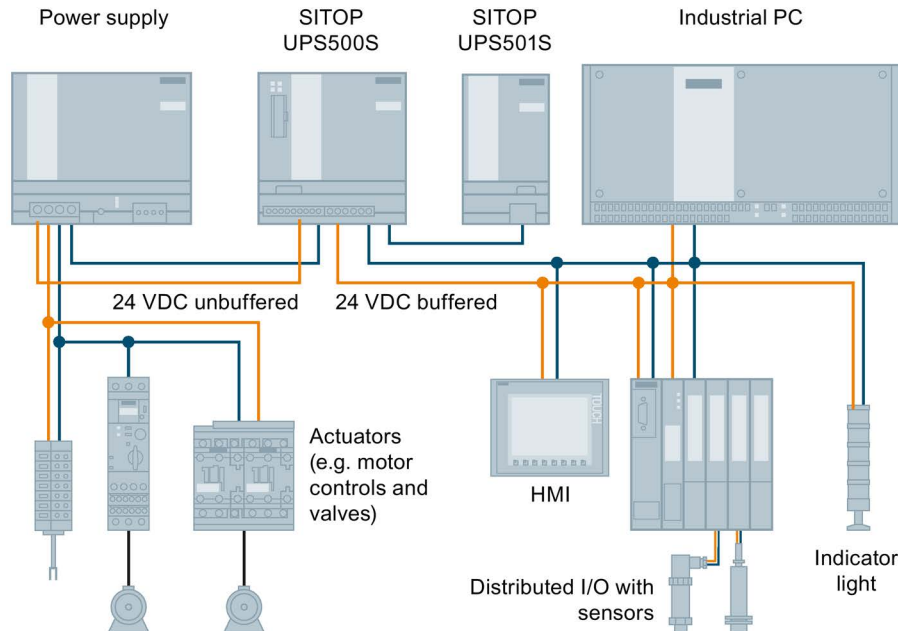 Power supply
SITOP
UPS500S
SITOP
UPS501S
Industrial PC
24 VDC unbuffered
24 VDC buffered
TOUCH
Actuators
(e.g. motor
controls and
valves)
HMI
Distributed I/O with
sensors
Indicator
light